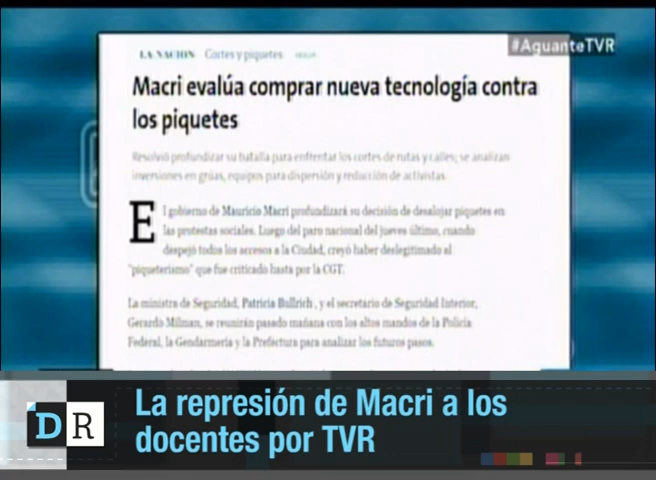 #AguanteTVR
LA NACION Cortes y piquetes
Macri evalúa comprar nueva tecnología contra
los piquetes
Resolvió profundizar su batalla para enfrentar los cortes de rutas y calles; se analizan
inversiones en grúas, equipos para dispersión y reducción de activistas.
El gobierno de Mauricio Macri profundizará su decisión de desalojar piquetes en
las protestas sociales. Luego del paro nacional del jueves último, cuando
despejó todos los accesos a la Ciudad, creyó haber deslegitimado al
"piqueterismo" que fue criticado hasta por la CGT.
La ministra de Seguridad, Patricia Bullrich, y el secretario de Seguridad Interior,
Gerardo Milman, se reunirán pasado mañana con los altos mandos de la Policía
Federal, la Gendarmería y la Prefectura para analizar los futuros pasos.
DR
La represión de Macri a los
docentes por TVR